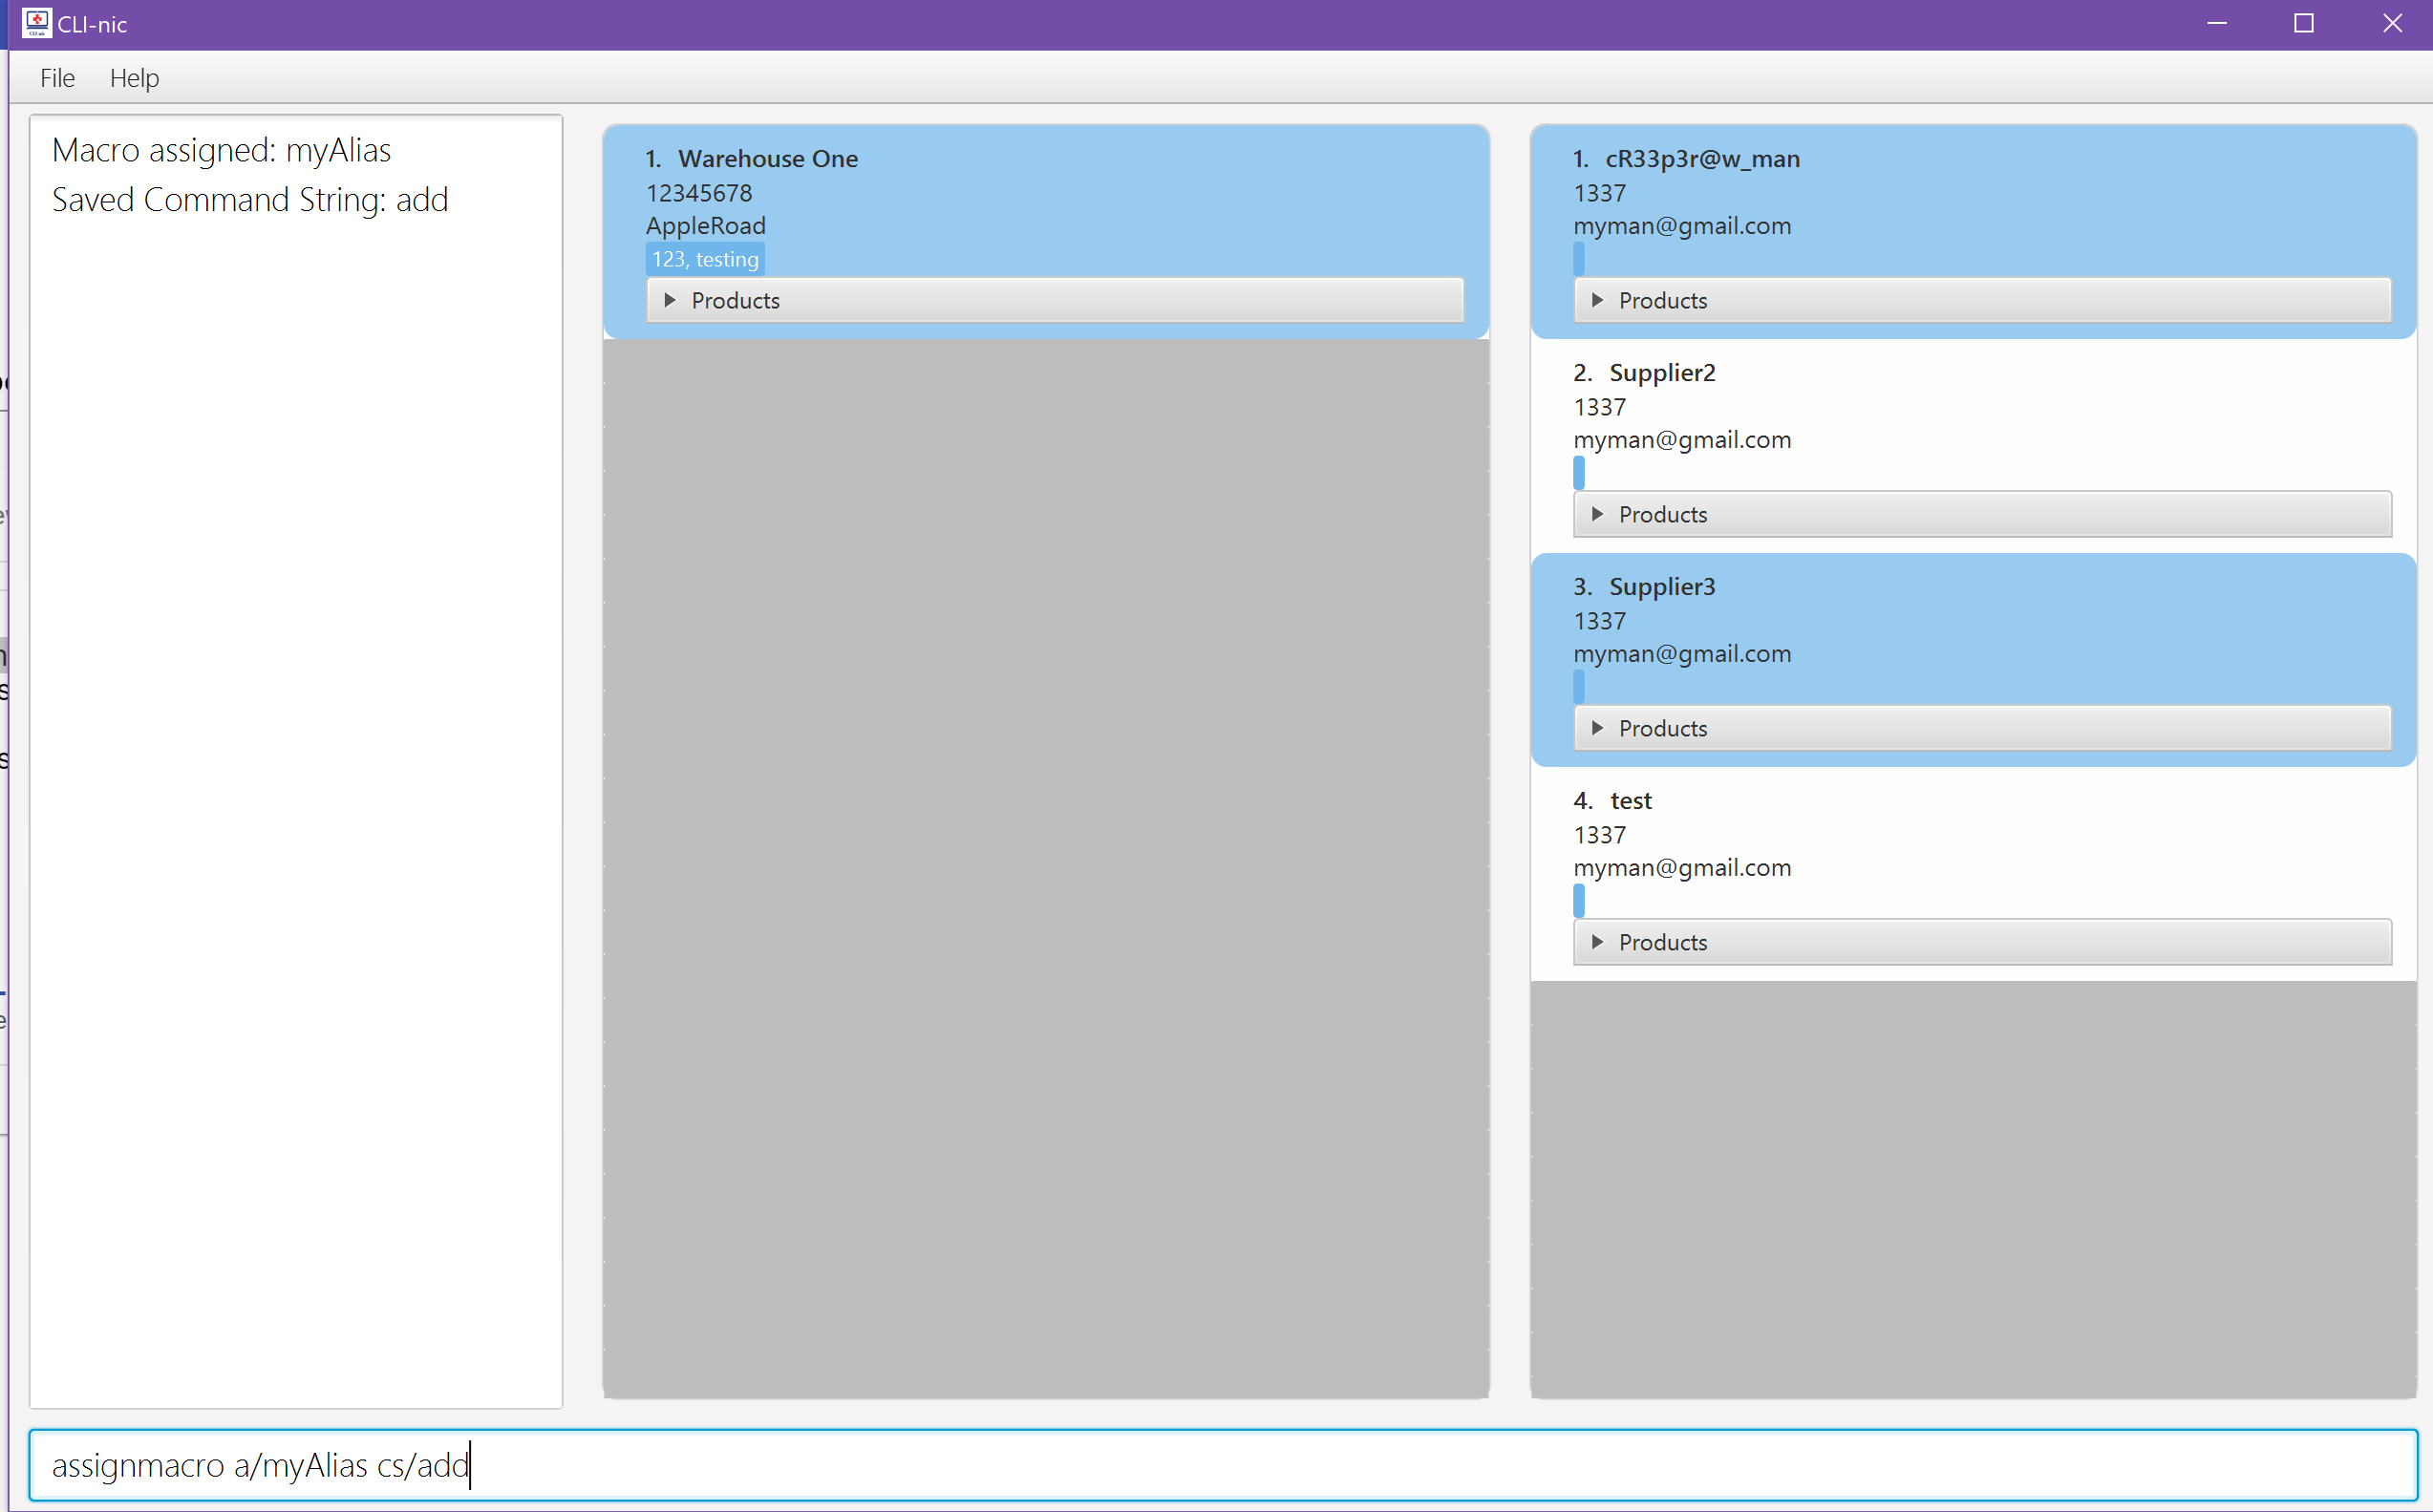 CLI-nic
File Help
Macro assigned: myAlias
Saved Command String: add
1. Warehouse One
12345678
AppleRoad
123, testing
Products
1. cR33p3r@w_man
1337
myman@gmail.com
Products
2. Supplier2
1337
myman@gmail.com
Products
3. Supplier3
1337
myman@gmail.com
Products
4. test
1337
myman@gmail.com
Products
assignmacro a/myAlias cs/add